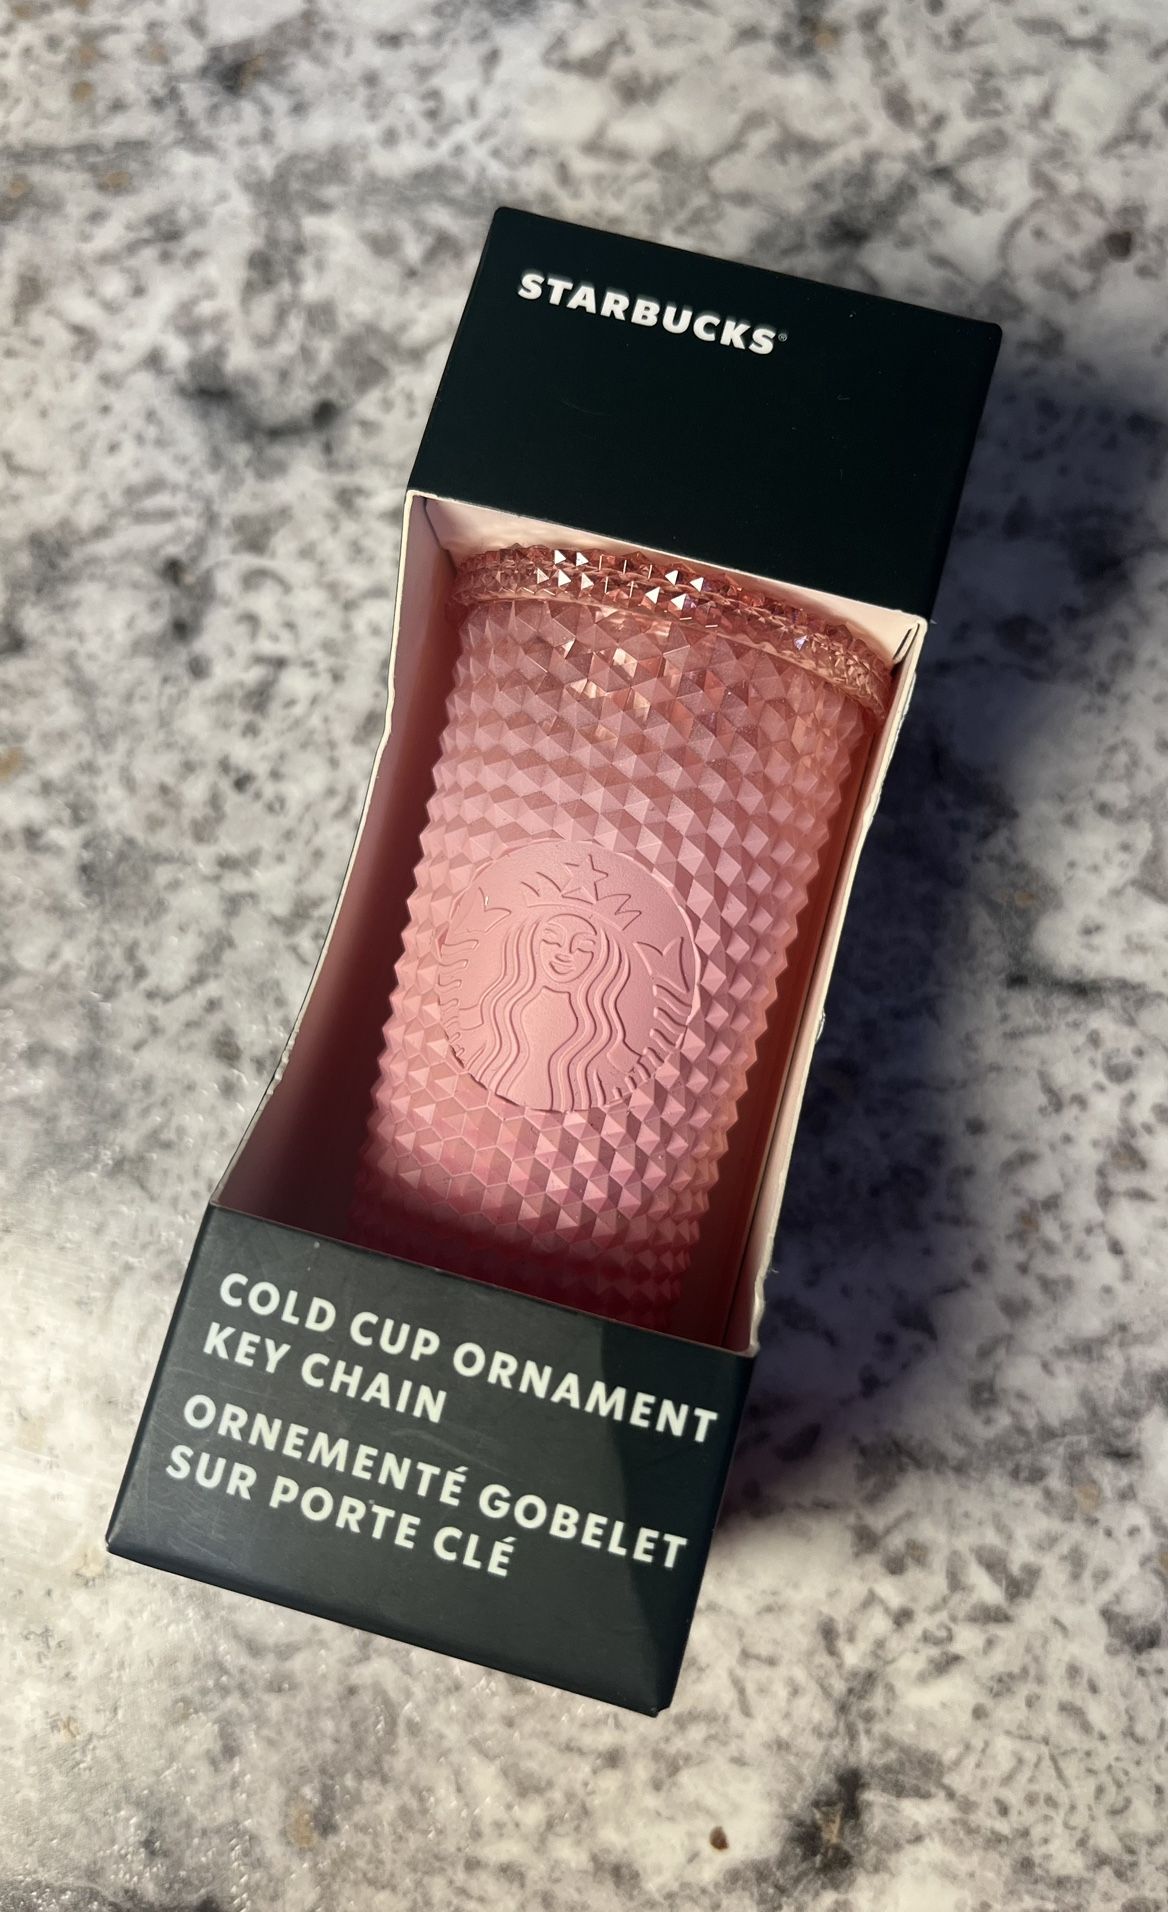 STARBUCKS®
COLD CUP ORNAMENT
KEY CHAIN
ORNEMENTÉ GOBELET
SUR PORTE CLÉ